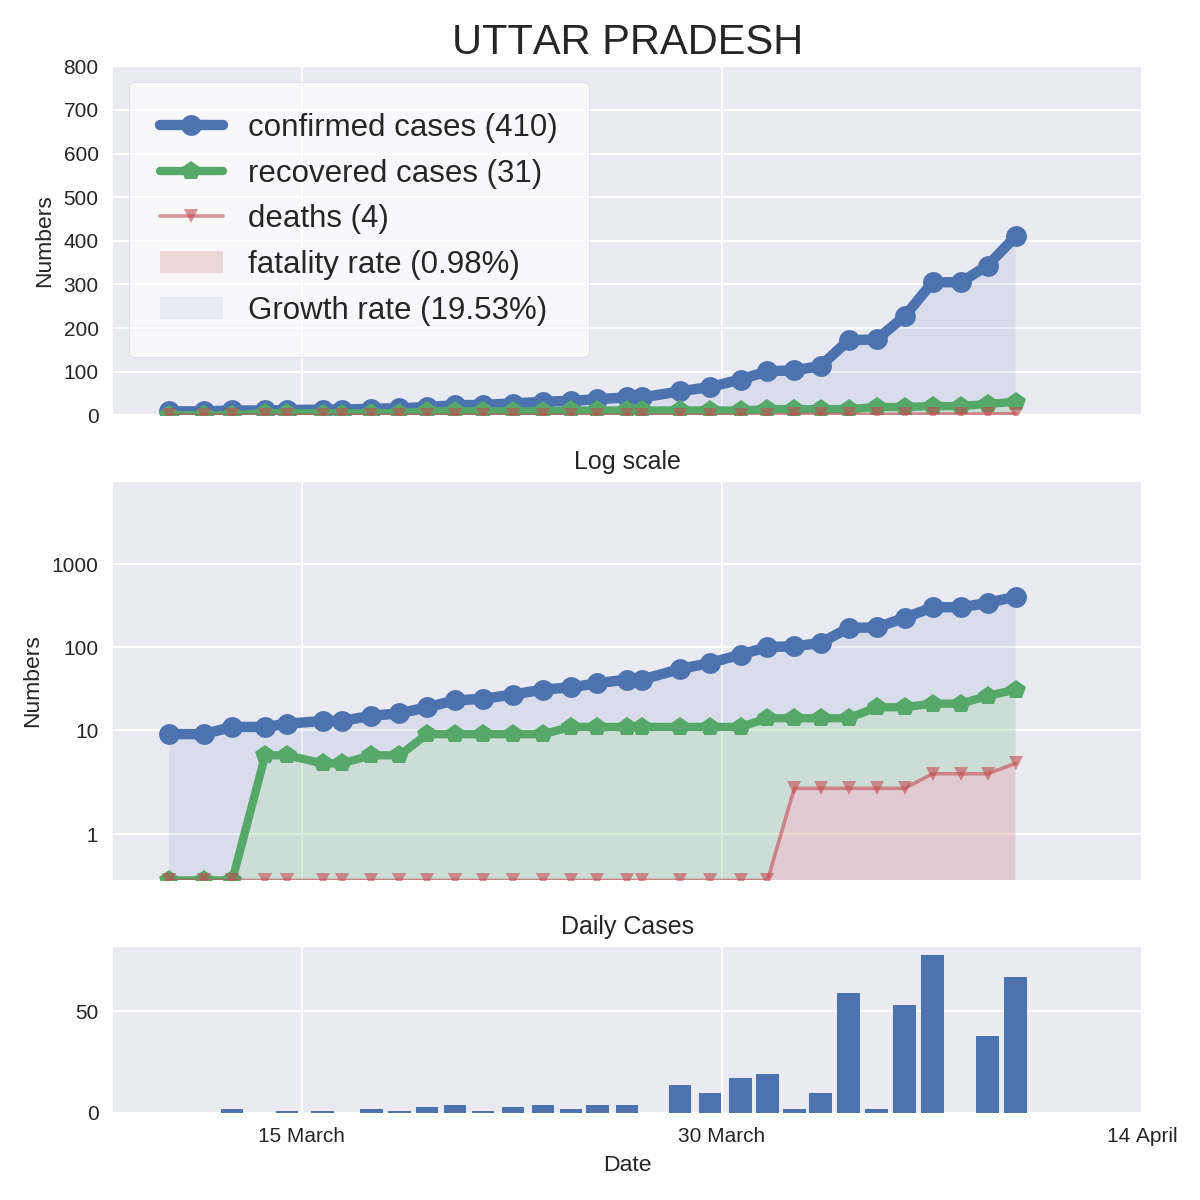 UTTAR PRADESH
800
700
600
500
400
300
200
100
0
Numbers
confirmed cases (410)
recovered cases (31)
deaths (4)
fatality rate (0.98%)
Growth rate (19.53%)
Log scale
1000
100
10
1
Numbers
Daily Cases
50
0
15 March
30 March
14 April
Date